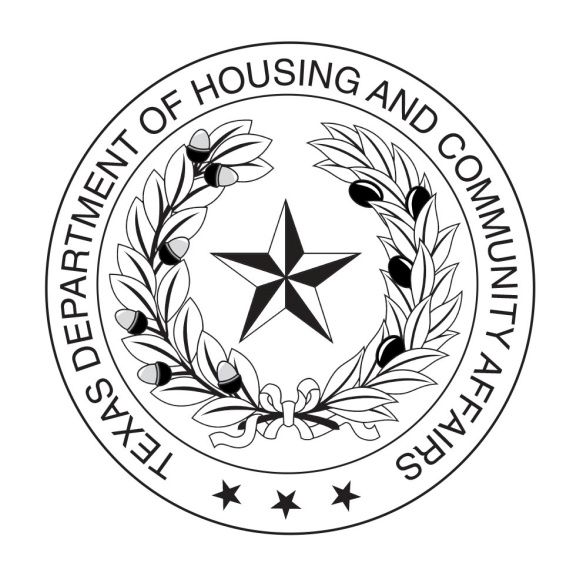 TEXAS DEPARTMENT OF HOUSING AND COMMUNITY AFFAIRS